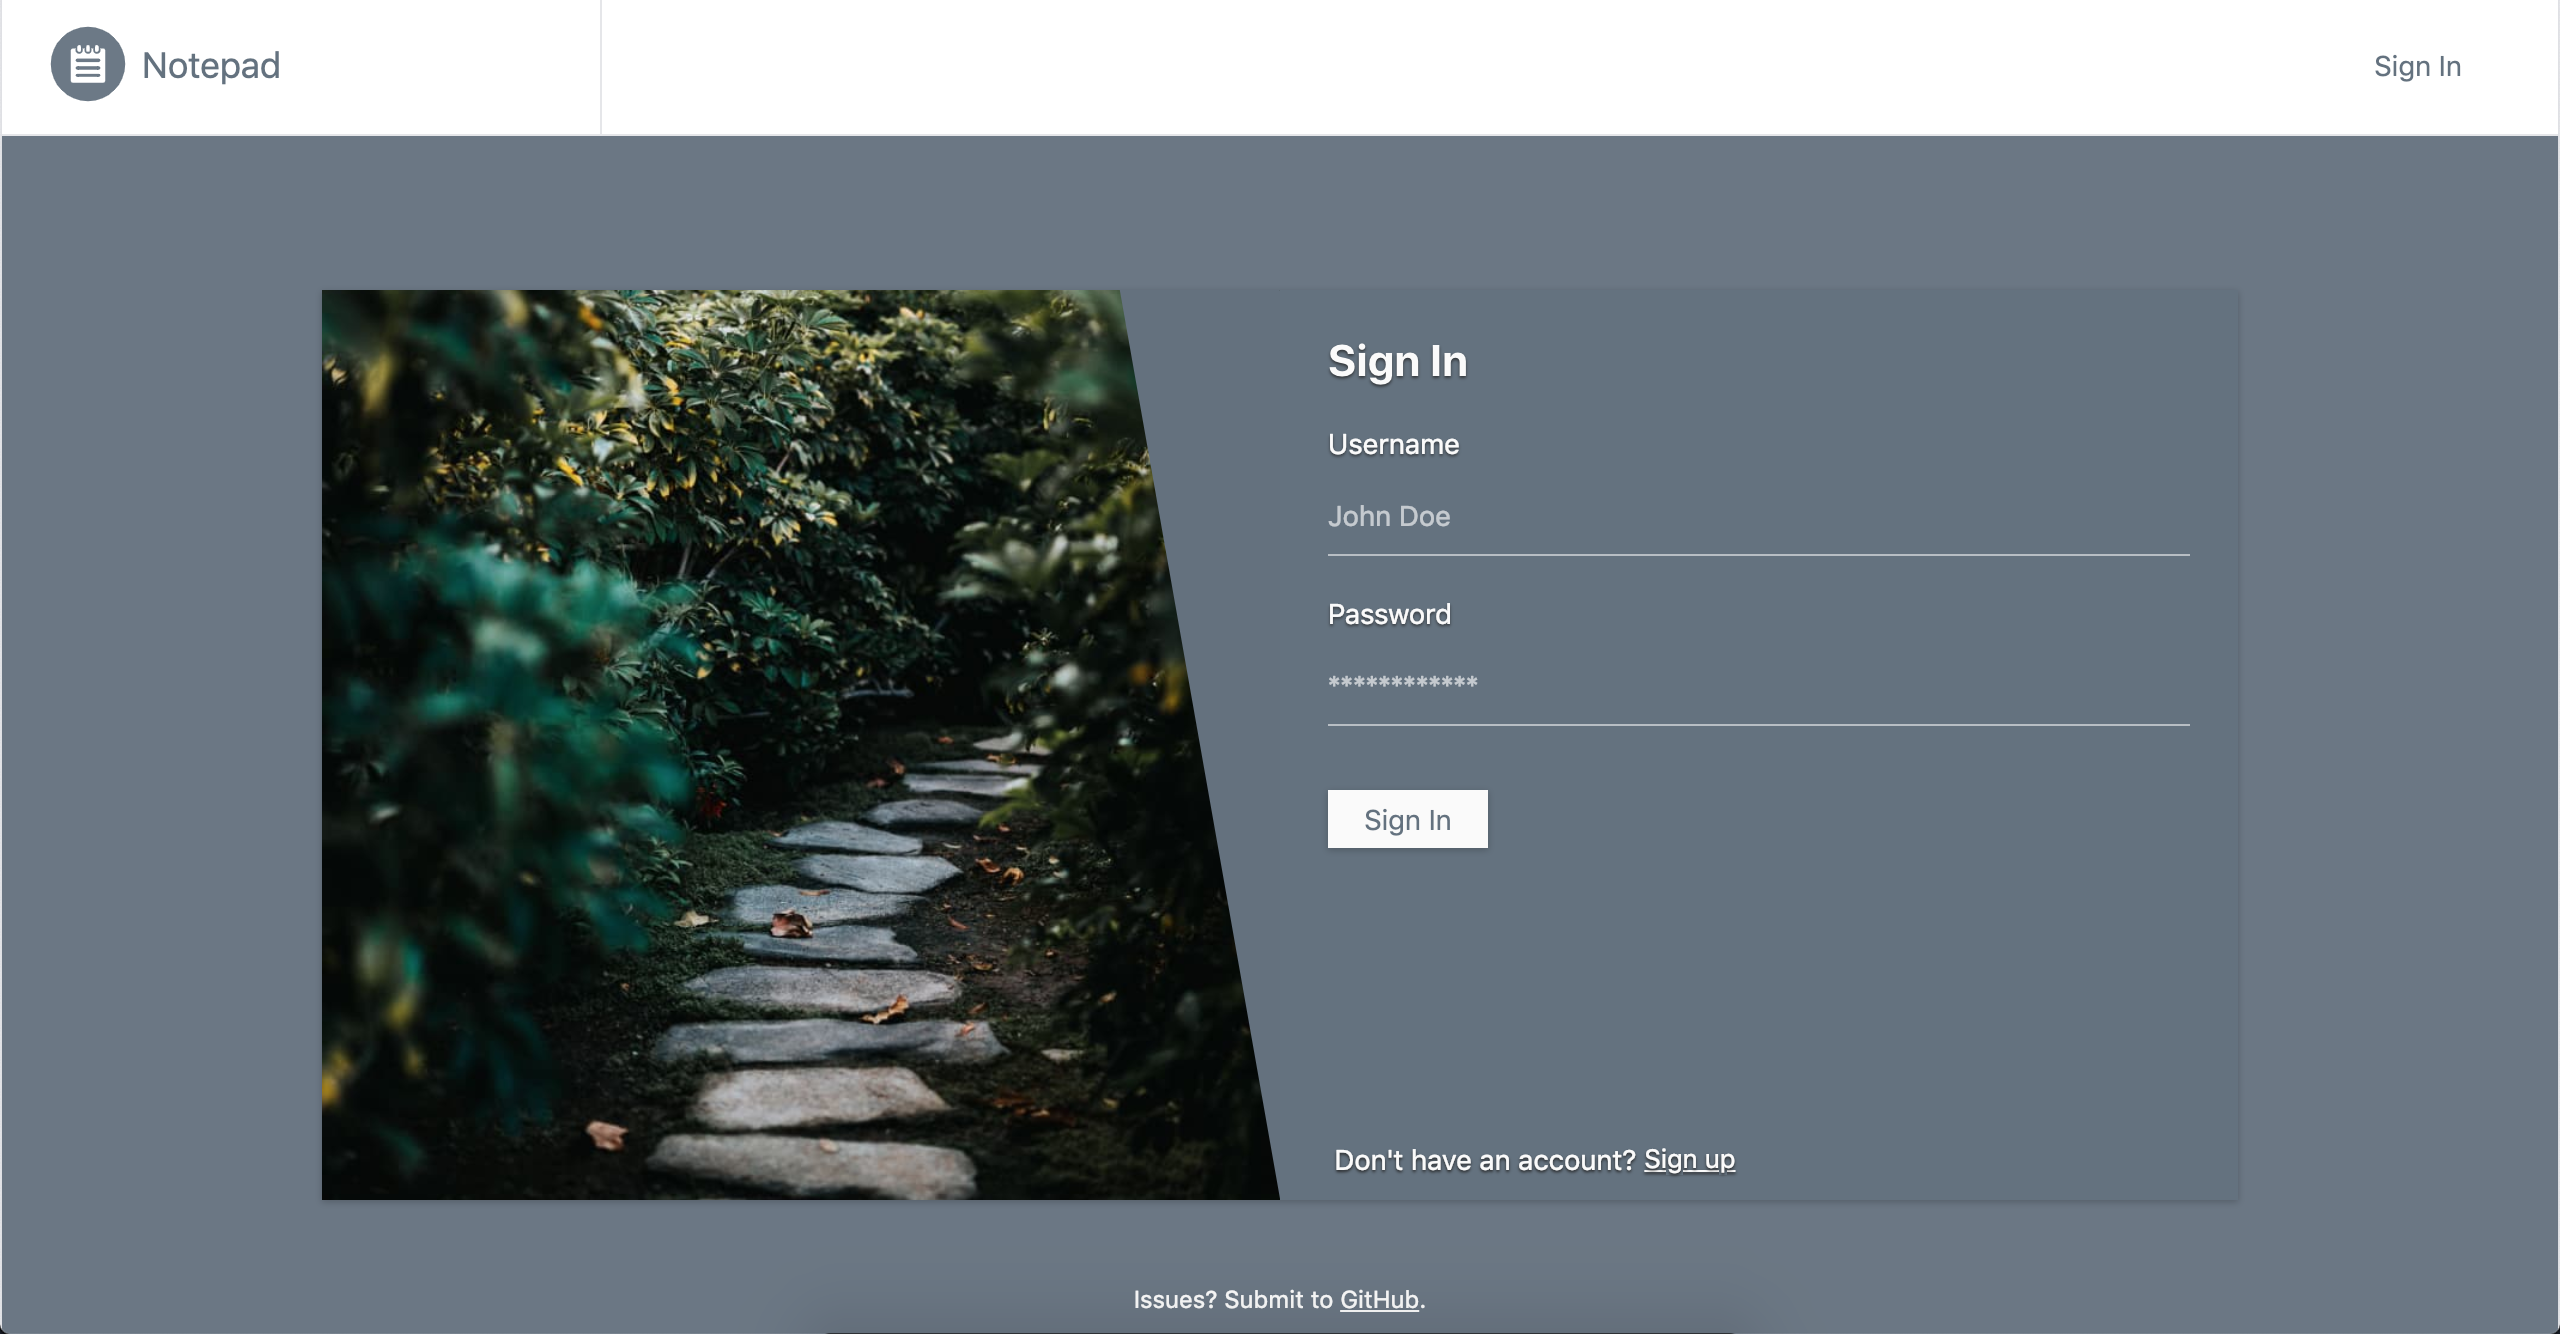 Notepad
Sign In
Sign In
Username
John Doe
Password
************
Sign In
Don't have an account? Sign up
Issues? Submit to GitHub.